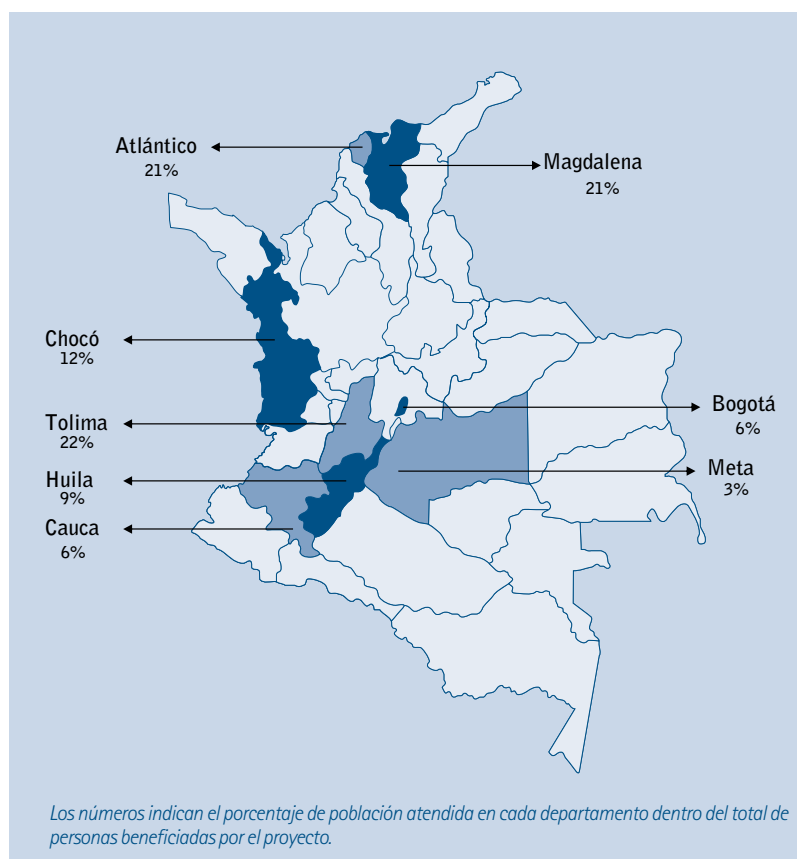 Atlántico
21%
Magdalena
21%
Chocó
12%
Tolima
22%
Bogotá
6%
Huila
9%
Meta
3%
Cauca
6%
Los números indican el porcentaje de población atendida en cada departamento dentro del total de
personas beneficiadas por el proyecto.